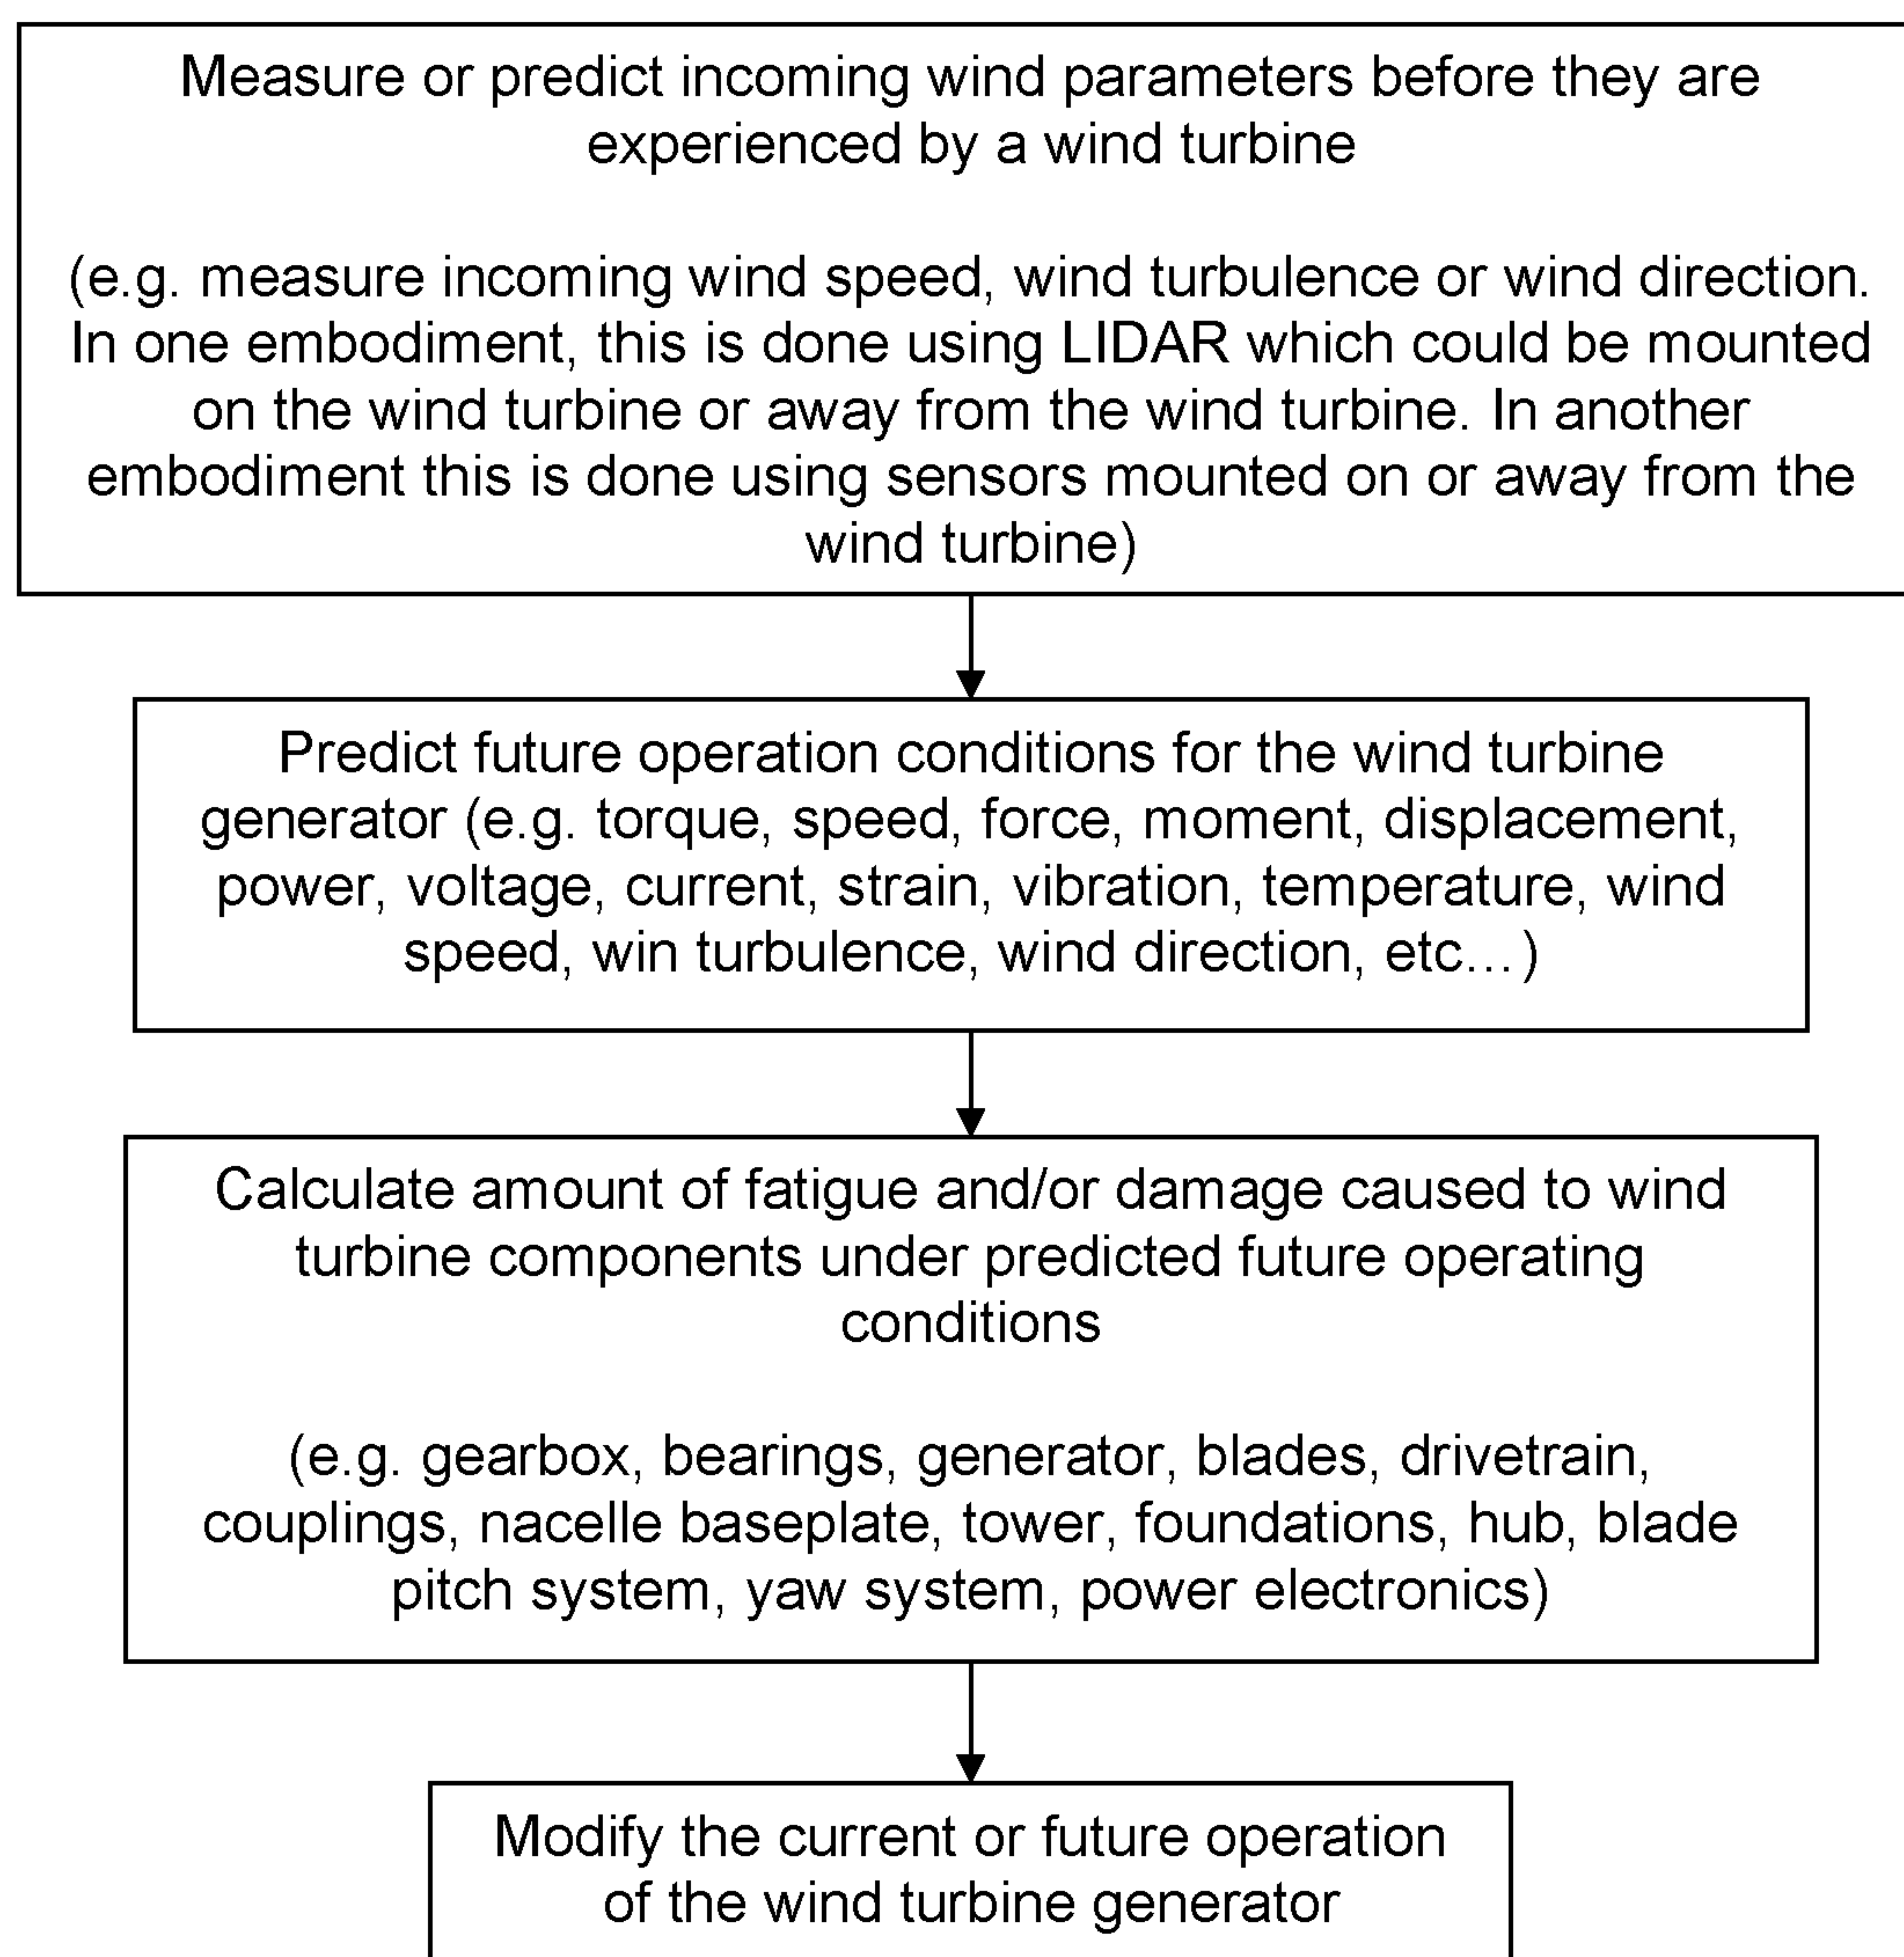 Measure or predict incoming wind parameters before they are
experienced by a wind turbine
(e.g. measure incoming wind speed, wind turbulence or wind direction.
In one embodiment, this is done using LIDAR which could be mounted
on the wind turbine or away from the wind turbine. In another
embodiment this is done using sensors mounted on or away from the
wind turbine)
Predict future operation conditions for the wind turbine
generator (e.g. torque, speed, force, moment, displacement,
power, voltage, current, strain, vibration, temperature, wind
speed, win turbulence, wind direction, etc...)
Calculate amount of fatigue and/or damage caused to wind
turbine components under predicted future operating
conditions
(e.g. gearbox, bearings, generator, blades, drivetrain,
couplings, nacelle baseplate, tower, foundations, hub, blade
pitch system, yaw system, power electronics)
Modify the current or future operation
of the wind turbine generator